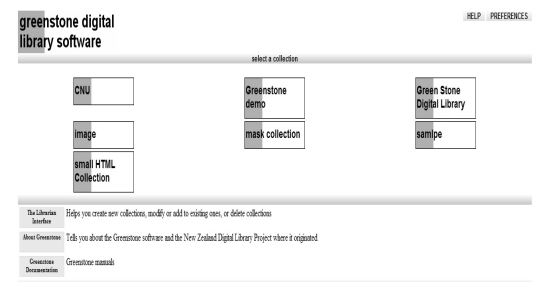 greenstone digital
library software
HELP PREFERENCES
select a collection
CNU
Greenstone
demo
Green Stone
Digital Library
image
mask collection
samlpe
small HTML
Collection
The Librarian
Interface
Helps you create new collections, modify or add to existing ones, or delete collections
About Greenstone
Tells you about the Greenstone software and the New Zealand Digital Library Project where it originated
Greenstone
Documentation
Greenstone manuals